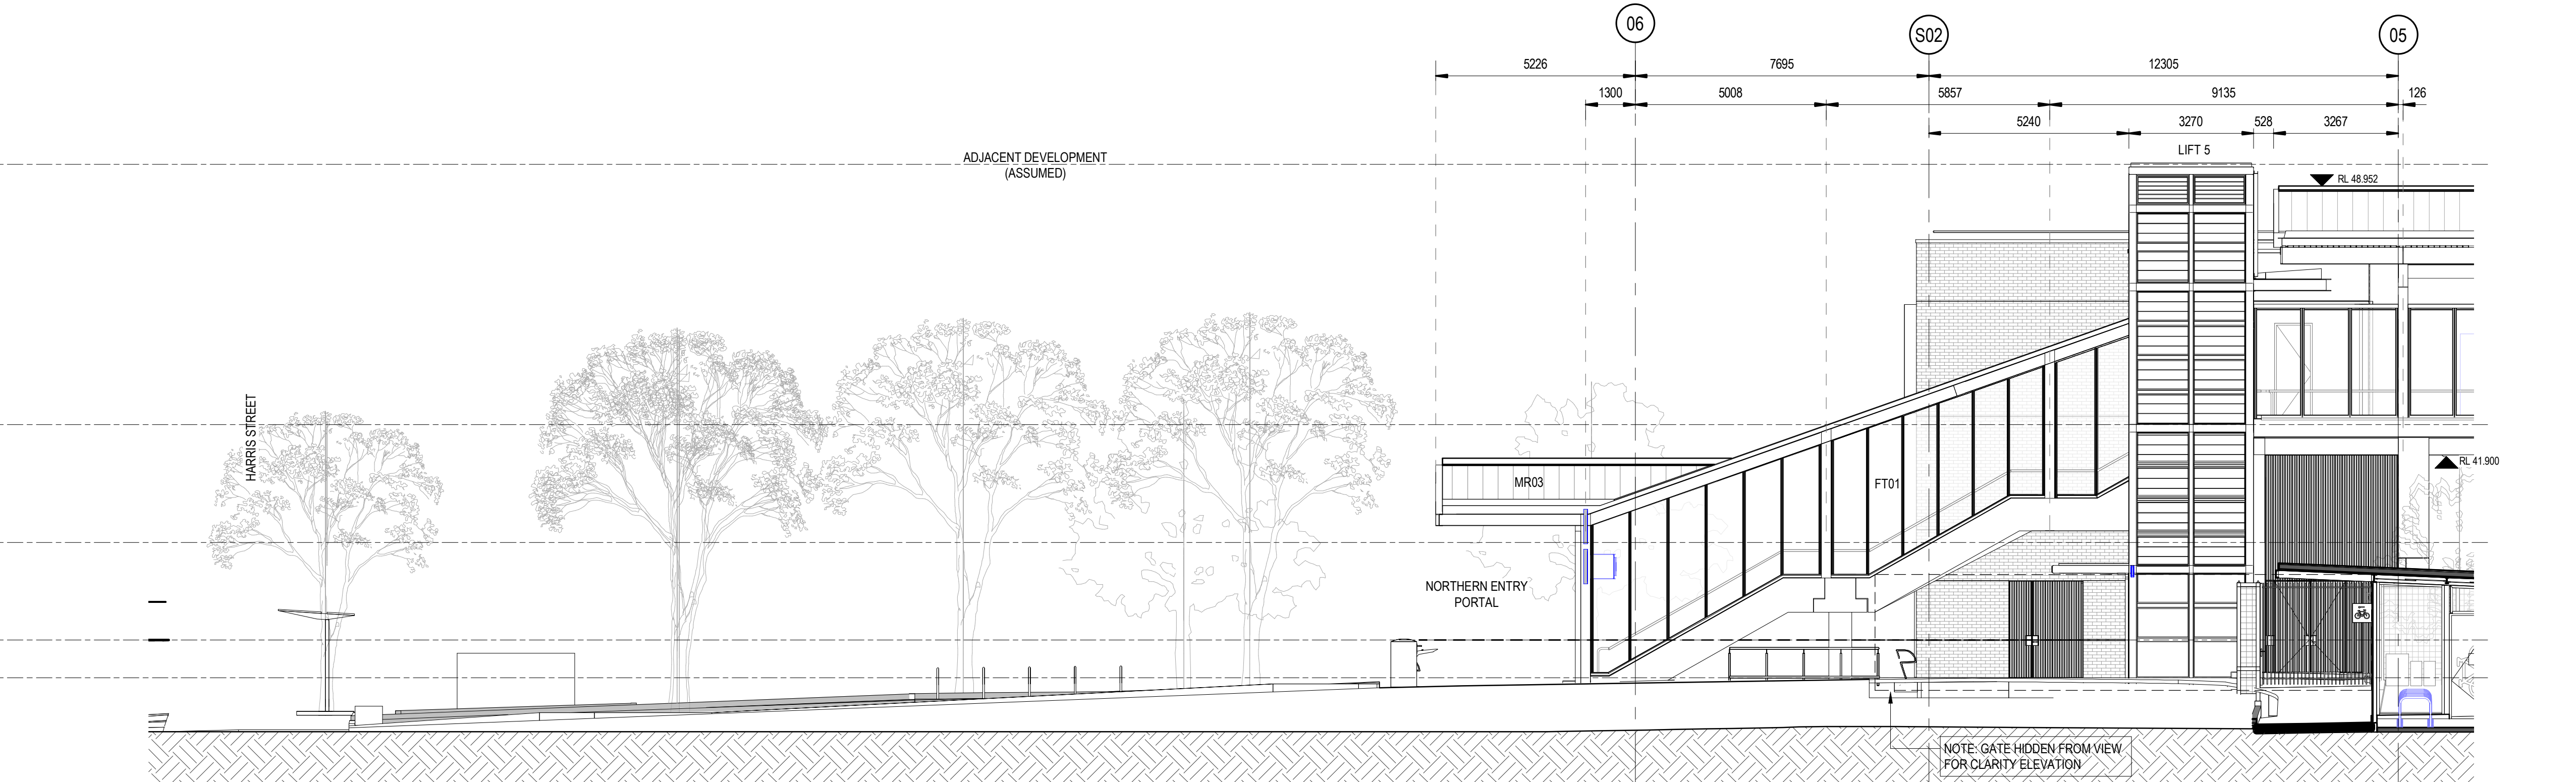 06
S02
05
5226
7695
12305
1300
5008
5857
9135
126
5240
3270
528
3267
ADJACENT DEVELOPMENT
(ASSUMED)
LIFT 5
RL 48.952
HARRIS STREET
RL 41.900
MR03
FT01
NORTHERN ENTRY
PORTAL
NOTE: GATE HIDDEN FROM VIEW
FOR CLARITY ELEVATION